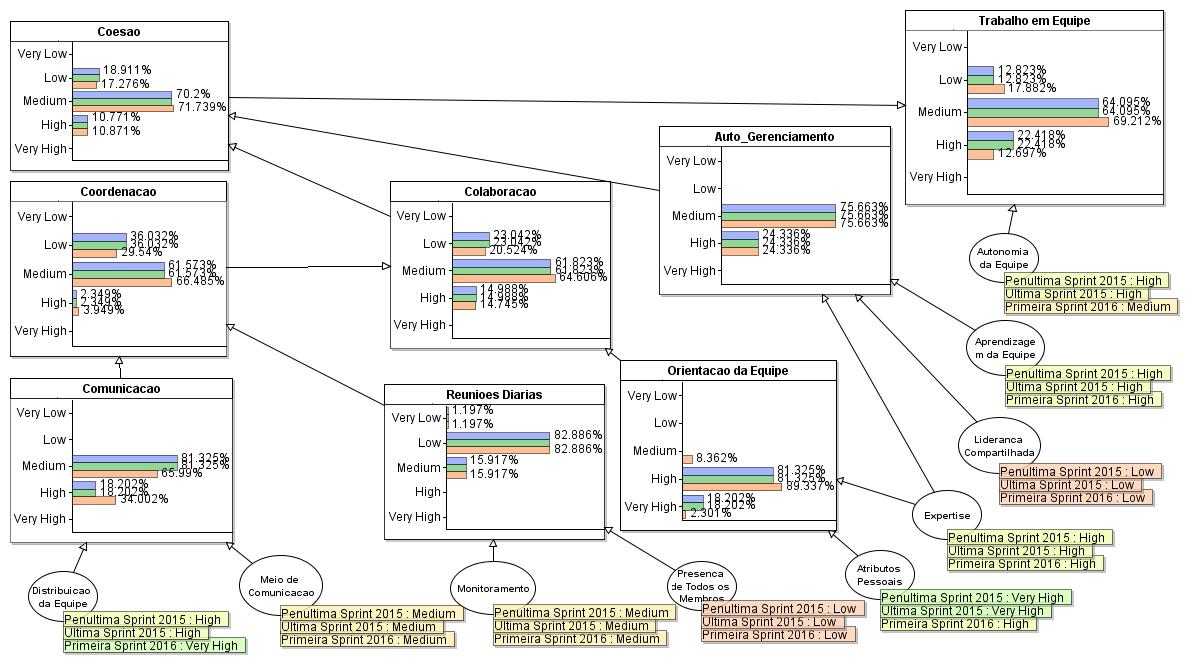 Coesao
Very Low
Low
18.911%
17.276%
Medium
70.2%
71.739%
High
10.771%
10.871%
Very High
Trabalho em Equipe
Very Low
Low
12.823%
12.823%
17.882%
Medium
64.095%
64.095%
69.212%
High
22.418%
22.418%
12.697%
Very High
Auto_Gerenciamento
Very Low
Low
Medium
75.663%
75.663%
75.663%
High
24.336%
24.336%
24.336%
Very High
Coordenacao
Very Low
Low
36.032%
36.032%
29.54%
Medium
61.573%
61.573%
66.485%
High
2.349%
2.349%
3.949%
Very High
Colaboracao
Very Low
Low
23.042%
23.042%
20.524%
Medium
61.823%
61.823%
64.606%
High
14.988%
14.988%
14.745%
Very High
Autonomia
da Equipe
Penultima Sprint 2015 : High
Ultima Sprint 2015 : High
Primeira Sprint 2016 : Medium
Aprendizage
m da Equipe
Penultima Sprint 2015 : High
Ultima Sprint 2015 : High
Primeira Sprint 2016 : High
Comunicacao
Very Low
Low
Medium
81.325%
81.325%
65.99%
High
18.202%
18.202%
34.002%
Very High
Reunioes Diarias
Very Low
1.197%
1.197%
Low
82.886%
82.886%
Medium
15.917%
15.917%
High
Very High
Orientacao da Equipe
Very Low
Low
Medium
8.362%
High
81.325%
81.325%
89.337%
Very High
18.202%
18.202%
2.301%
Lideranca
Compartilhada
Penultima Sprint 2015 : Low
Ultima Sprint 2015 : Low
Primeira Sprint 2016 : Low
Expertise
Penultima Sprint 2015 : High
Ultima Sprint 2015 : High
Primeira Sprint 2016 : High
Distribuicao
da Equipe
Penultima Sprint 2015 : High
Ultima Sprint 2015 : High
Primeira Sprint 2016 : Very High
Meio de
Comunicacao
Penultima Sprint 2015 : Medium
Ultima Sprint 2015 : Medium
Primeira Sprint 2016 : Medium
Monitoramento
Penultima Sprint 2015 : Medium
Ultima Sprint 2015 : Medium
Primeira Sprint 2016 : Medium
Presenca
de Todos os
Membros
Penultima Sprint 2015 : Low
Ultima Sprint 2015 : Low
Primeira Sprint 2016 : Low
Atributos
Pessoais
Penultima Sprint 2015 : Very High
Ultima Sprint 2015 : Very High
Primeira Sprint 2016 : High